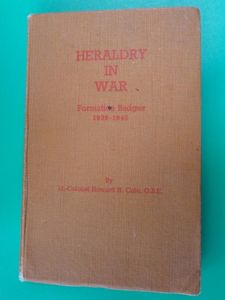 HERALDRY
IN
WAR
Formation Badges
1939-1945
By
Lt.-Colonel Howard N. Cole, O.B.E.